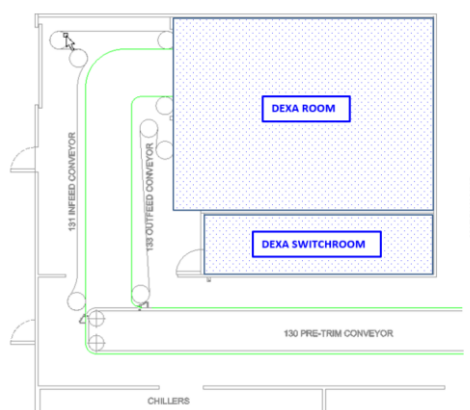 DEXA ROOM
131 INFEED CONVEYOR
133 OUTFEED CONVEYOR
DEXA SWITCHROOM
130 PRE-TRIM CONVEYOR
CHILLERS